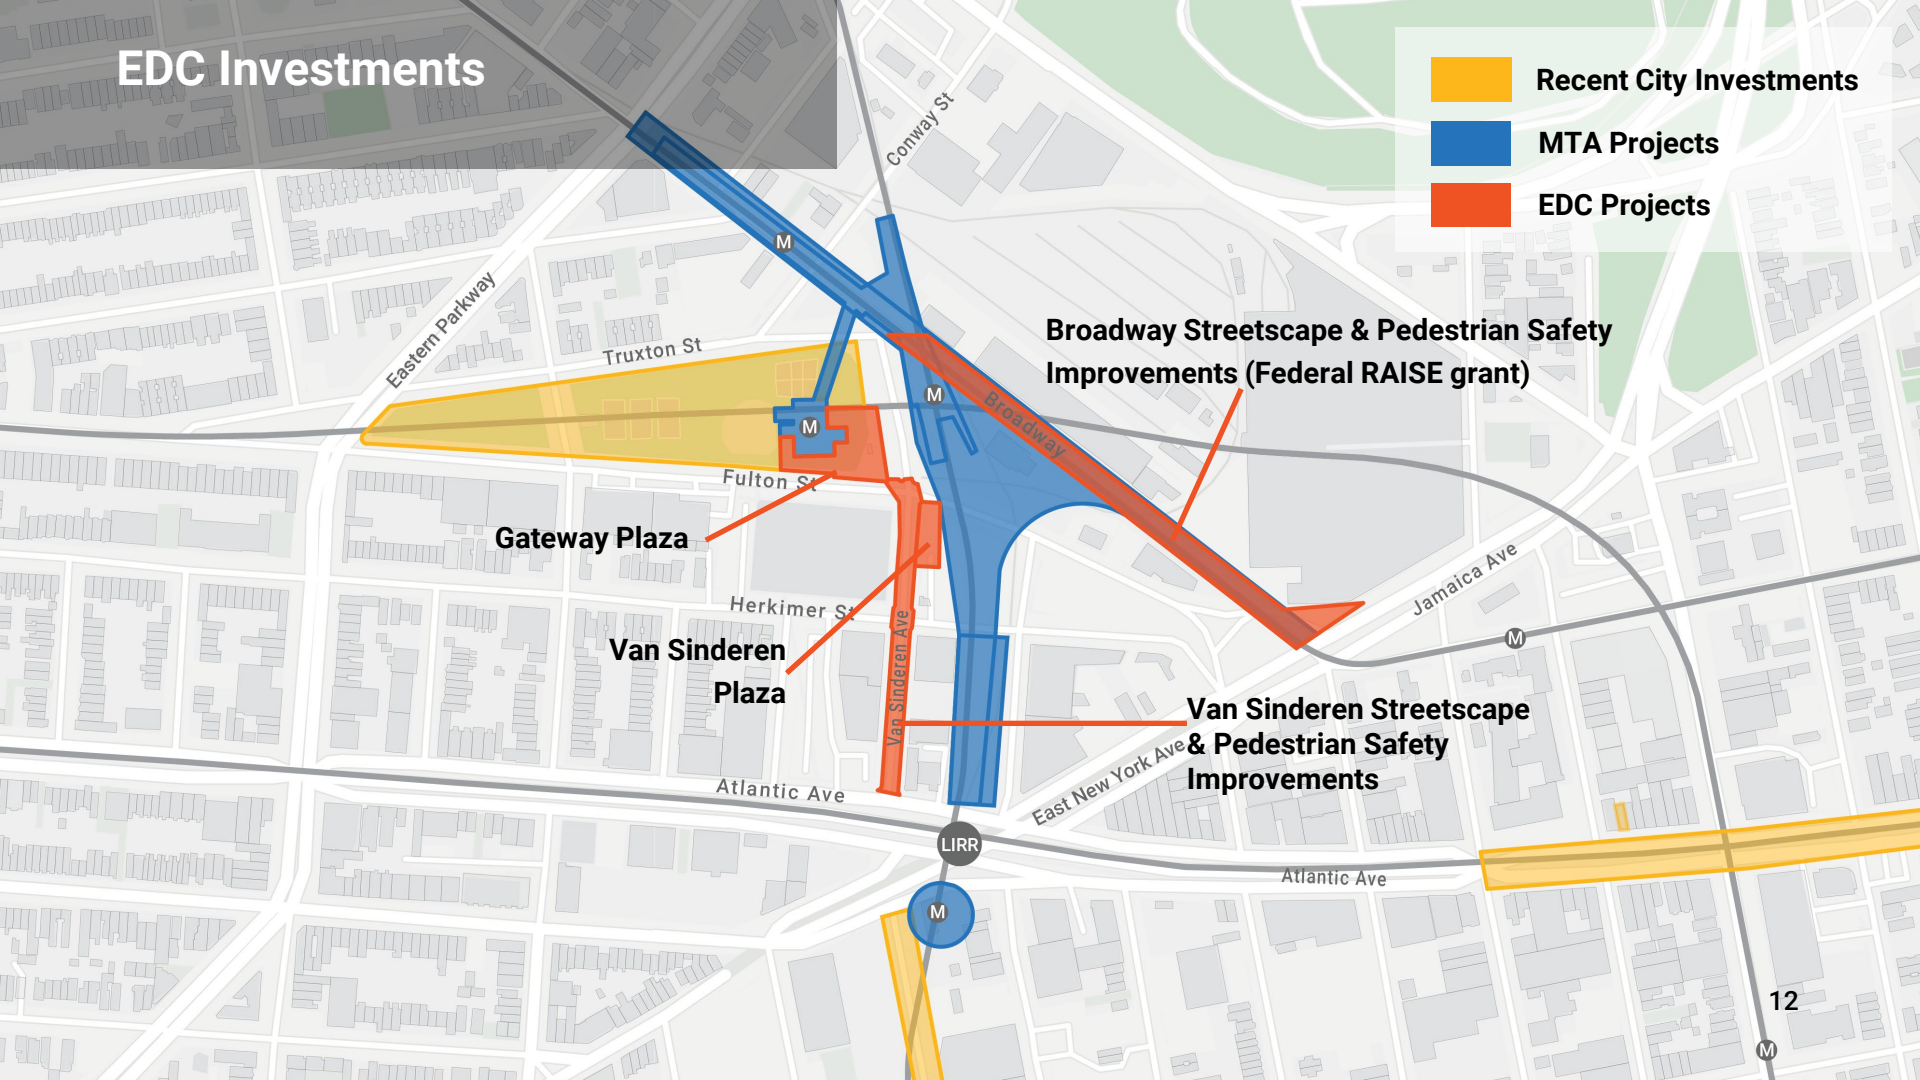 EDC Investments
Recent City Investments
MTA Projects
EDC Projects
Conway St
M
Eastern Parkway
Truxton St
Broadway Streetscape & Pedestrian Safety
Improvements (Federal RAISE grant)
M
Broadway
M
Fulton St
Gateway Plaza
Jamaica Ave
Herkimer St
M
Van Sinderen
Plaza
Van Sinderen Ave
Van Sinderen Streetscape
& Pedestrian Safety
Improvements
East New York Ave
Atlantic Ave
LIRR
Atlantic Ave
M
12
M